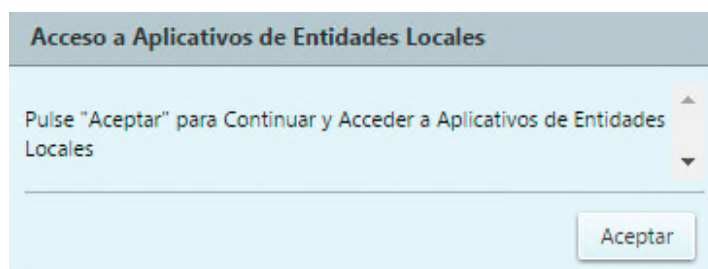 Acceso a Aplicativos de Entidades Locales
Pulse "Aceptar" para Continuar y Acceder a Aplicativos de Entidades
Locales
Aceptar